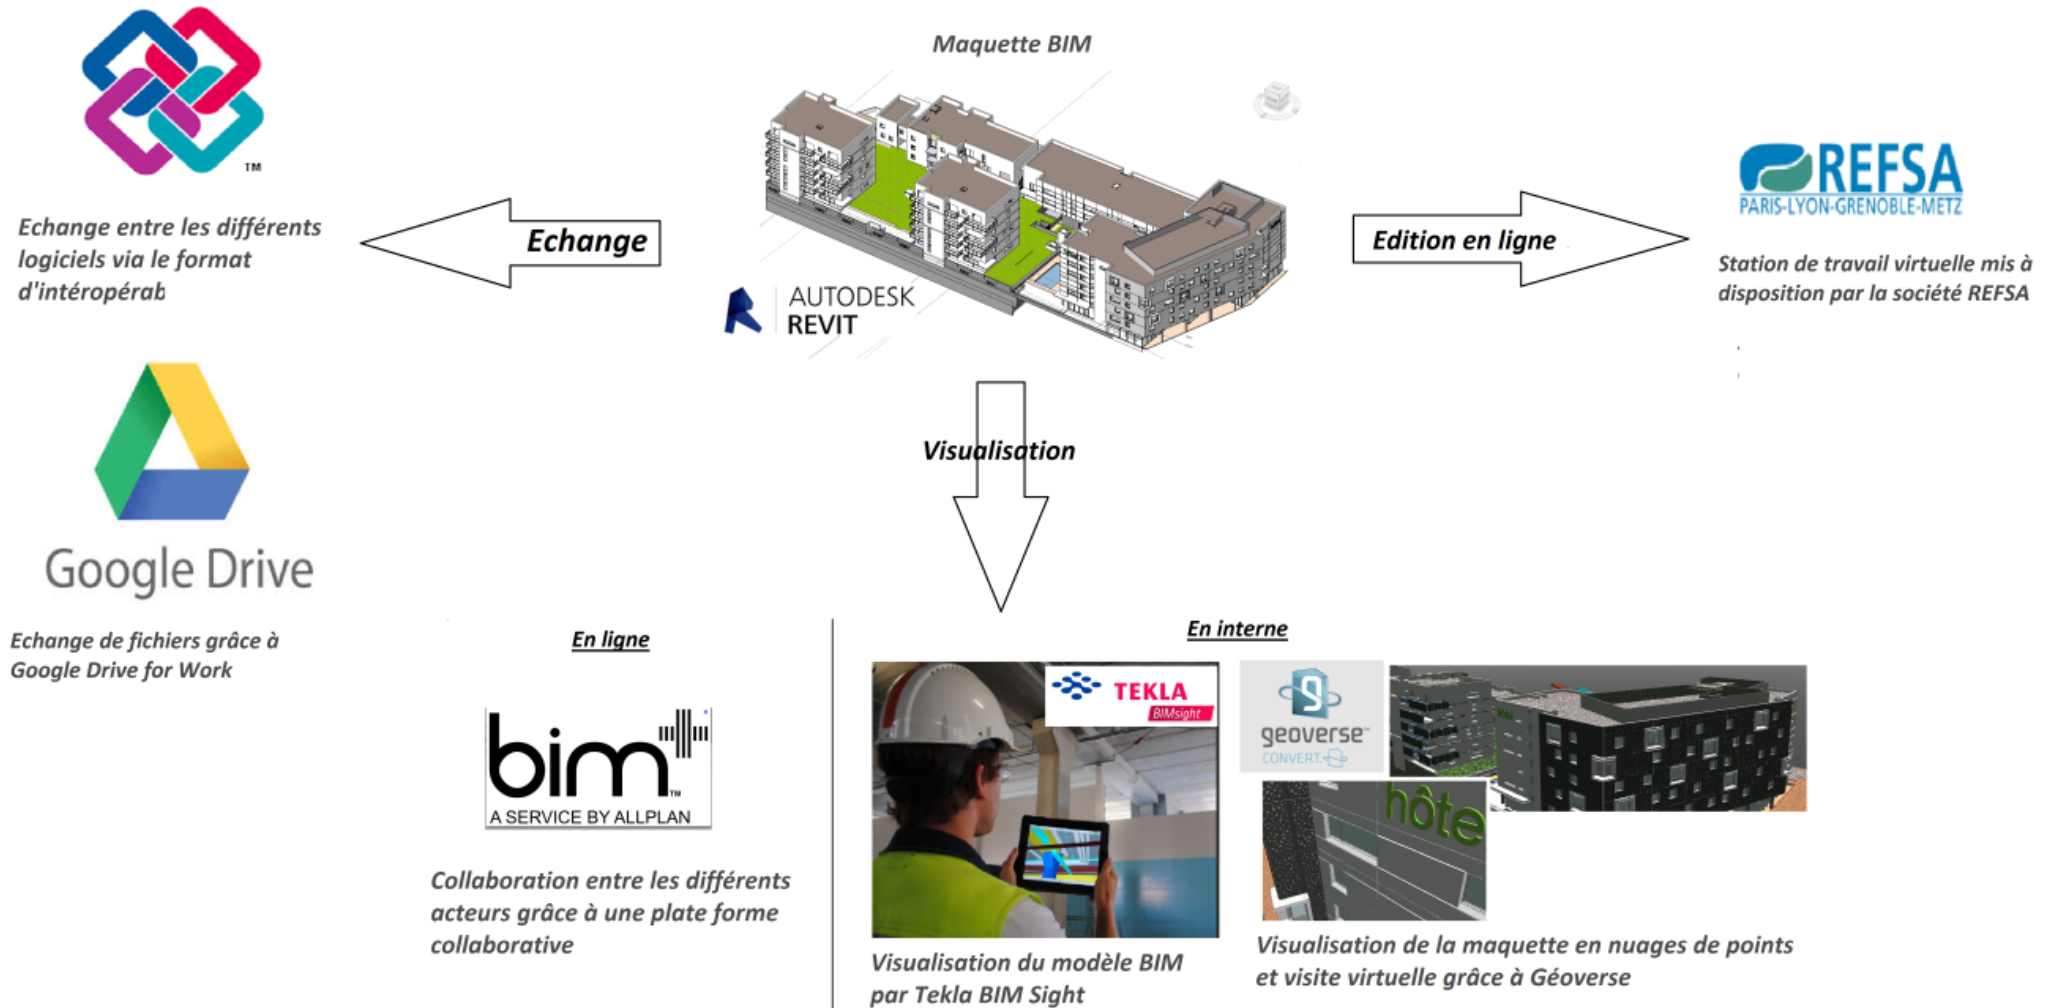 Maquette BIM
TM
Echange entre les différents
logiciels via le format
d'intéropérab
Echange
AUTODESK
REVIT
Edition en ligne
REFSA
PARIS-LYON-GRENOBLE-METZ
Station de travail virtuelle mis à
disposition par la société REFSA
Google Drive
Echange de fichiers grâce à
Google Drive for Work
Visualisation
En ligne
bim
TM
A SERVICE BY ALLPLAN
Collaboration entre les différents
acteurs grâce à une plate forme
collaborative
En interne
TEKLA
BIMsight
Visualisation du modèle BIM
par Tekla BIM Sight
geoverse
CONVERT
hôte
Visualisation de la maquette en nuages de points
et visite virtuelle grâce à Géoverse